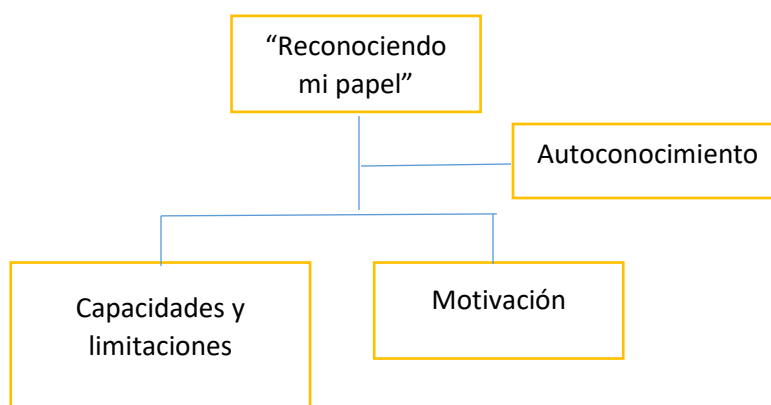 “Reconociendo
mi papel”
Autoconocimiento
Capacidades y
limitaciones
Motivación